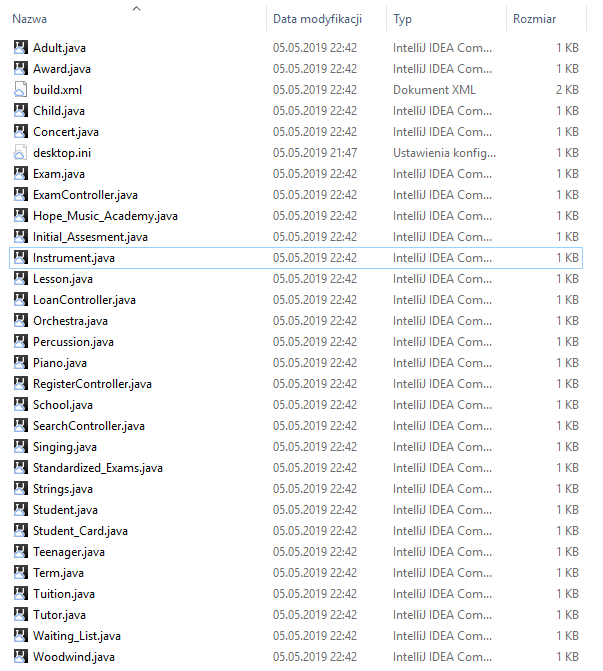 Nazwa Data modyfikacji Typ Rozmiar
Adult.java 05.05.2019 22:42 IntelliJ IDEA Com... 1 KB
Award.java 05.05.2019 22:42 IntelliJ IDEA Com... 1 KB
build.xml 05.05.2019 22:42 Dokument XML 2 KB
Child.java 05.05.2019 22:42 IntelliJ IDEA Com... 1 KB
Concert.java 05.05.2019 22:42 IntelliJ IDEA Com... 1 KB
desktop.ini 05.05.2019 21:47 Ustawienia konfig... 1 KB
Exam.java 05.05.2019 22:42 IntelliJ IDEA Com... 1 KB
ExamController.java 05.05.2019 22:42 IntelliJ IDEA Com... 1 KB
Hope_Music_Academy.java 05.05.2019 22:42 IntelliJ IDEA Com... 1 KB
Initial_Assesment.java 05.05.2019 22:42 IntelliJ IDEA Com... 1 KB
Instrument.java 05.05.2019 22:42 IntelliJ IDEA Com... 1 KB
Lesson.java 05.05.2019 22:42 IntelliJ IDEA Com... 1 KB
LoanController.java 05.05.2019 22:42 IntelliJ IDEA Com... 1 KB
Orchestra.java 05.05.2019 22:42 IntelliJ IDEA Com... 1 KB
Percussion.java 05.05.2019 22:42 IntelliJ IDEA Com... 1 KB
Piano.java 05.05.2019 22:42 IntelliJ IDEA Com... 1 KB
RegisterController.java 05.05.2019 22:42 IntelliJ IDEA Com... 1 KB
School.java 05.05.2019 22:42 IntelliJ IDEA Com... 1 KB
SearchController.java 05.05.2019 22:42 IntelliJ IDEA Com... 1 KB
Singing.java 05.05.2019 22:42 IntelliJ IDEA Com... 1 KB
Standardized_Exams.java 05.05.2019 22:42 IntelliJ IDEA Com... 1 KB
Strings.java 05.05.2019 22:42 IntelliJ IDEA Com... 1 KB
Student.java 05.05.2019 22:42 IntelliJ IDEA Com... 1 KB
Student_Card.java 05.05.2019 22:42 IntelliJ IDEA Com... 1 KB
Teenager.java 05.05.2019 22:42 IntelliJ IDEA Com... 1 KB
Term.java 05.05.2019 22:42 IntelliJ IDEA Com... 1 KB
Tuition.java 05.05.2019 22:42 IntelliJ IDEA Com... 1 KB
Tutor.java 05.05.2019 22:42 IntelliJ IDEA Com... 1 KB
Waiting_List.java 05.05.2019 22:42 IntelliJ IDEA Com... 1 KB
Woodwind.java 05.05.2019 22:42 IntelliJ IDEA Com... 1 KB